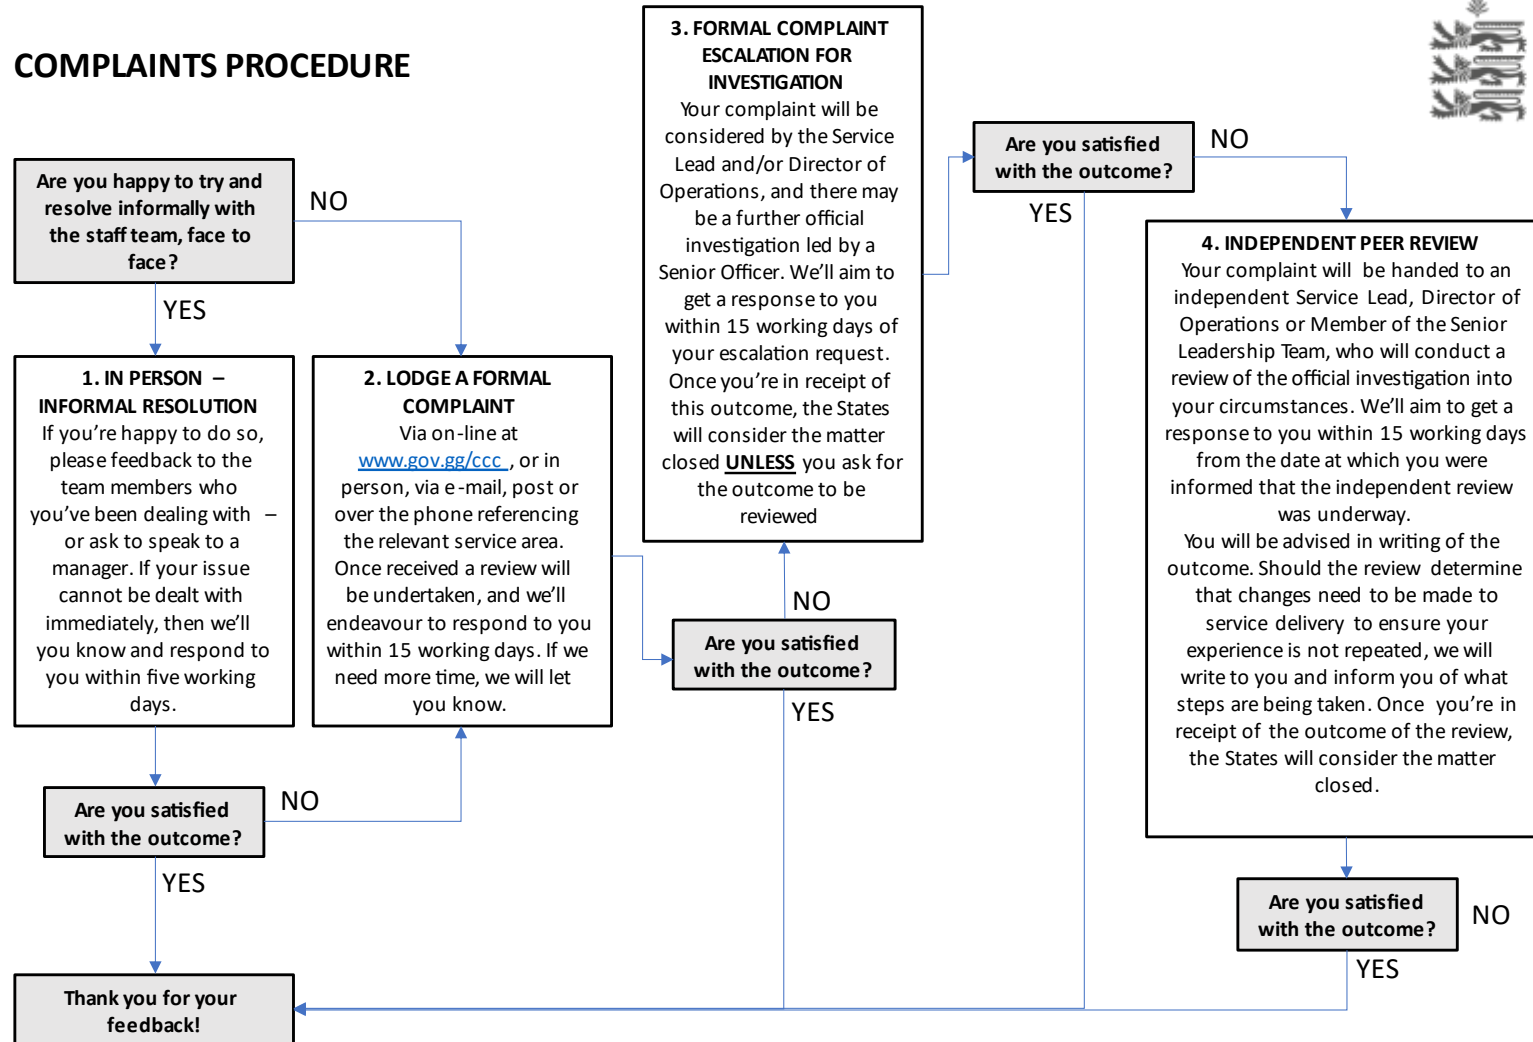 COMPLAINTS PROCEDURE
Are you happy to try and
resolve informally with
the staff team, face to
face?
NO
YES
1. IN PERSON –
INFORMAL RESOLUTION
If you’re happy to do so,
please feedback to the
team members who
you’ve been dealing with –
or ask to speak to a
manager. If your issue
cannot be dealt with
immediately, then we’ll
you know and respond to
you within five working
days.
Are you satisfied
with the outcome?
NO
YES
Thank you for your
feedback!
2. LODGE A FORMAL
COMPLAINT
Via on-line at
www.gov.gg/ccc , or in
person, via e-mail, post or
over the phone referencing
the relevant service area.
Once received a review will
be undertaken, and we’ll
endeavour to respond to you
within 15 working days. If we
need more time, we will let
you know.
Are you satisfied
with the outcome?
NO
YES
3. FORMAL COMPLAINT
ESCALATION FOR
INVESTIGATION
Your complaint will be
considered by the Service
Lead and/or Director of
Operations, and there may
be a further official
investigation led by a
Senior Officer. We’ll aim to
get a response to you
within 15 working days of
your escalation request.
Once you’re in receipt of
this outcome, the States
will consider the matter
closed UNLESS you ask for
the outcome to be
reviewed
Are you satisfied
with the outcome?
NO
YES
4. INDEPENDENT PEER REVIEW
Your complaint will be handed to an
independent Service Lead, Director of
Operations or Member of the Senior
Leadership Team, who will conduct a
review of the official investigation into
your circumstances. We’ll aim to get a
response to you within 15 working days
from the date at which you were
informed that the independent review
was underway.
You will be advised in writing of the
outcome. Should the review determine
that changes need to be made to
service delivery to ensure your
experience is not repeated, we will
write to you and inform you of what
steps are being taken. Once you’re in
receipt of the outcome of the review,
the States will consider the matter
closed.
Are you satisfied
with the outcome?
NO
YES